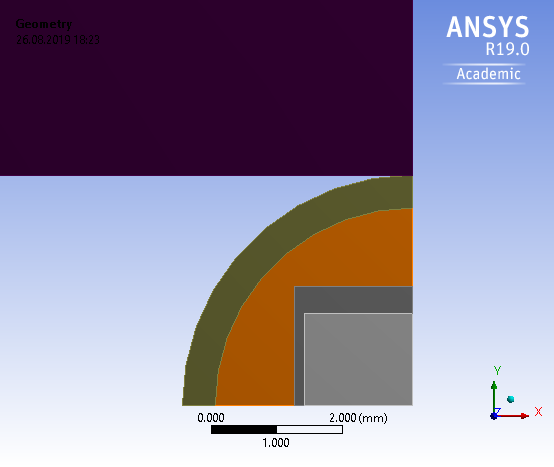 Geometry
26.08.2019 18:23
ANSYS
R19.0
Academic
Y
Z
X
0.000 2.000 (mm)
1.000